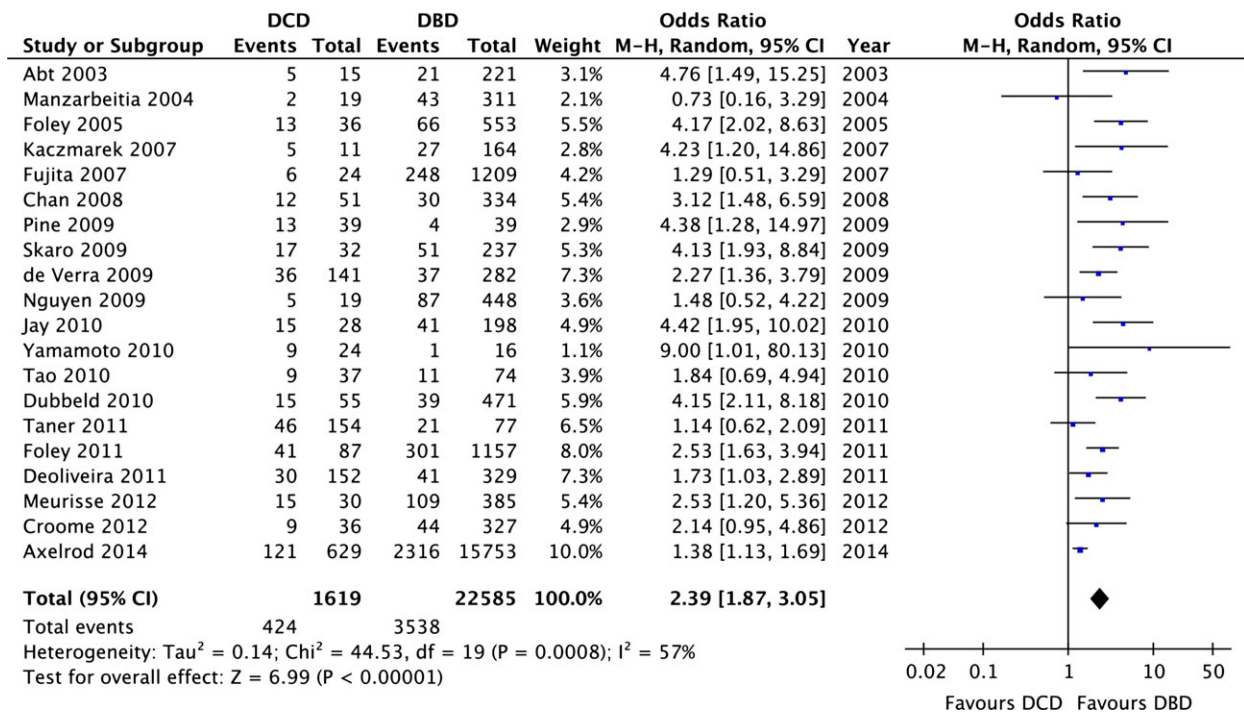 DCD DBD Odds Ratio Odds Ratio
Study or Subgroup Events Total Events Total Weight M-H, Random, 95% CI Year M-H, Random, 95% CI
Abt 2003 5 15 21 221 3.1% 4.76 [1.49, 15.25] 2003
Manzarbeitia 2004 2 19 43 311 2.1% 0.73 [0.16, 3.29] 2004
Foley 2005 13 36 66 553 5.5% 4.17 [2.02, 8.63] 2005
Kaczmarek 2007 5 11 27 164 2.8% 4.23 [1.20, 14.86] 2007
Fujita 2007 6 24 248 1209 4.2% 1.29 [0.51, 3.29] 2007
Chan 2008 12 51 30 334 5.4% 3.12 [1.48, 6.59] 2008
Pine 2009 13 39 4 39 2.9% 4.38 [1.28, 14.97] 2009
Skaro 2009 17 32 51 237 5.3% 4.13 [1.93, 8.84] 2009
de Verra 2009 36 141 37 282 7.3% 2.27 [1.36, 3.79] 2009
Nguyen 2009 5 19 87 448 3.6% 1.48 [0.52, 4.22] 2009
Jay 2010 15 28 41 198 4.9% 4.42 [1.95, 10.02] 2010
Yamamoto 2010 9 24 1 16 1.1% 9.00 [1.01, 80.13] 2010
Tao 2010 9 37 11 74 3.9% 1.84 [0.69, 4.94] 2010
Dubbeld 2010 15 55 39 471 5.9% 4.15 [2.11, 8.18] 2010
Taner 2011 46 154 21 77 6.5% 1.14 [0.62, 2.09] 2011
Foley 2011 41 87 301 1157 8.0% 2.53 [1.63, 3.94] 2011
Deoliveira 2011 30 152 41 329 7.3% 1.73 [1.03, 2.89] 2011
Meurisse 2012 15 30 109 385 5.4% 2.53 [1.20, 5.36] 2012
Croome 2012 9 36 44 327 4.9% 2.14 [0.95, 4.86] 2012
Axelrod 2014 121 629 2316 15753 10.0% 1.38 [1.13, 1.69] 2014
Total (95% CI) 1619 22585 100.0% 2.39 [1.87, 3.05]
Total events 424 3538
Heterogeneity: Tau² = 0.14; Chi² = 44.53, df = 19 (P = 0.0008); I² = 57%
Test for overall effect: Z = 6.99 (P < 0.00001)
0.02 0.1 1 10 50
Favours DCD Favours DBD